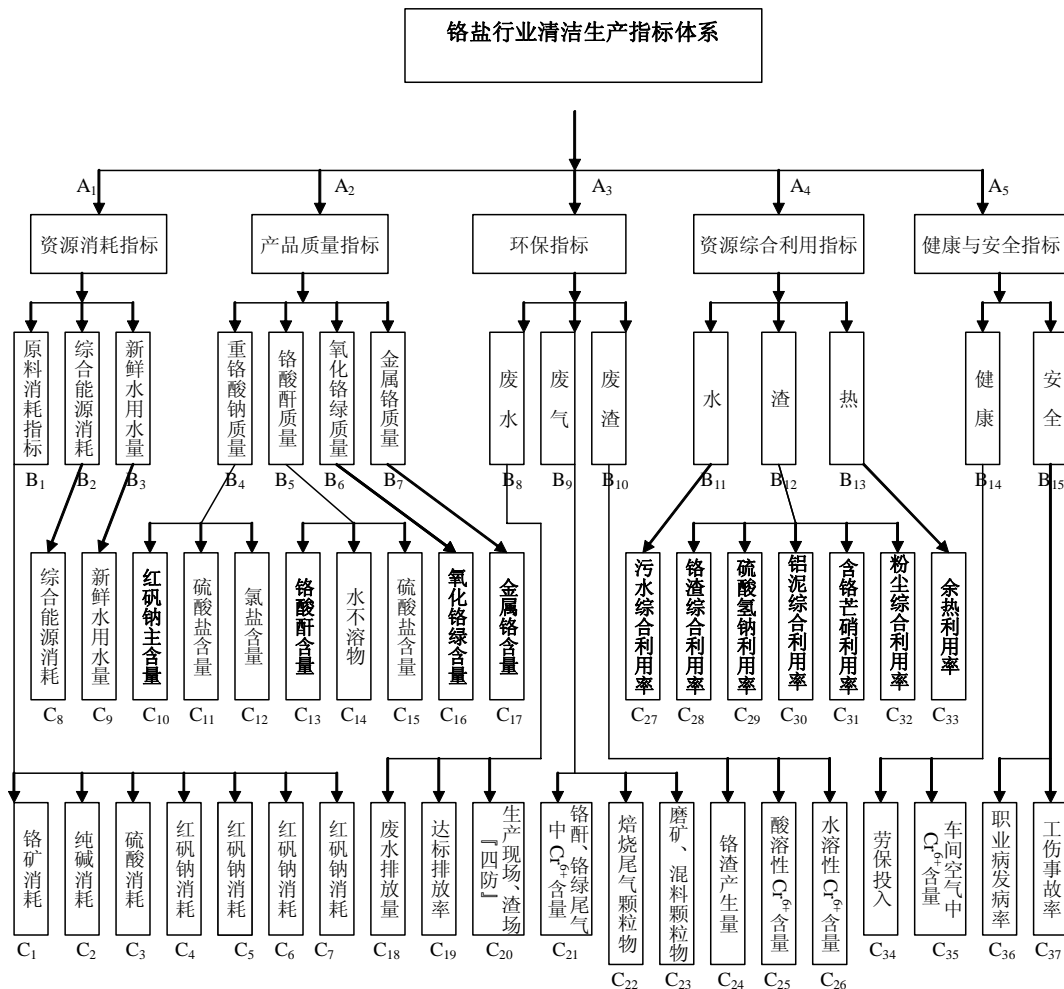 铬盐行业清洁生产指标体系
A₁
A₂
A₃
A₄
A₅
资源消耗指标
产品质量指标
环保指标
资源综合利用指标
健康与安全指标
原料消耗指标
综合能源消耗
新鲜水用水量
重铬酸钠质量
铬酸酐质量
氧化铬绿质量
金属铬质量
废水
废气
废渣
水
渣
热
健康
安全
B₁
B₂
B₃
B₄
B₅
B₆
B₇
B₈
B₉
B₁₀
B₁₁
B₁₂
B₁₃
B₁₄
B₁₅
综合能源消耗
新鲜水用水量
红矾钠主含量
硫酸盐含量
氯盐含量
铬酸酐含量
水不溶物
硫酸盐含量
氧化铬绿含量
金属铬含量
污水综合利用率
铬渣综合利用率
硫酸氢钠利用率
铝泥综合利用率
含铬芒硝利用率
粉尘综合利用率
余热利用率
C₈
C₉
C₁₀
C₁₁
C₁₂
C₁₃
C₁₄
C₁₅
C₁₆
C₁₇
C₂₇
C₂₈
C₂₉
C₃₀
C₃₁
C₃₂
C₃₃
铬矿消耗
纯碱消耗
硫酸消耗
红矾钠消耗
红矾钠消耗
红矾钠消耗
红矾钠消耗
废水排放量
达标排放率
生产现场、渣场
『四防』
铬酐、铬绿尾气
中Cr⁶⁺含量
焙烧尾气颗粒物
磨矿、混料颗粒物
铬渣产生量
酸溶性Cr⁶⁺含量
水溶性Cr⁶⁺含量
劳保投入
车间空气中
Cr⁶⁺含量
职业病发病率
工伤事故率
C₁
C₂
C₃
C₄
C₅
C₆
C₇
C₁₈
C₁₉
C₂₀
C₂₁
C₂₂
C₂₃
C₂₄
C₂₅
C₂₆
C₃₄
C₃₅
C₃₆
C₃₇